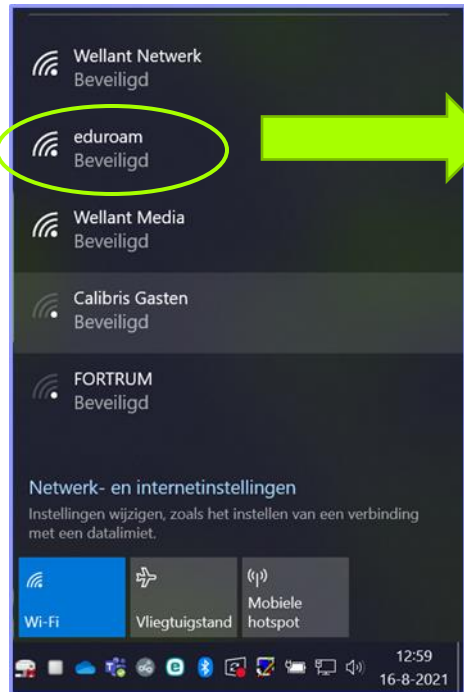 Wellant Netwerk
Beveiligd
eduroam
Beveiligd
Wellant Media
Beveiligd
Calibris Gasten
Beveiligd
FORTRUM
Beveiligd
Netwerk- en internetinstellingen
Instellingen wijzigen, zoals het instellen van een verbinding
met een datalimiet.
Wi-Fi
Vliegtuigstand
Mobiele
hotspot
12:59
16-8-2021